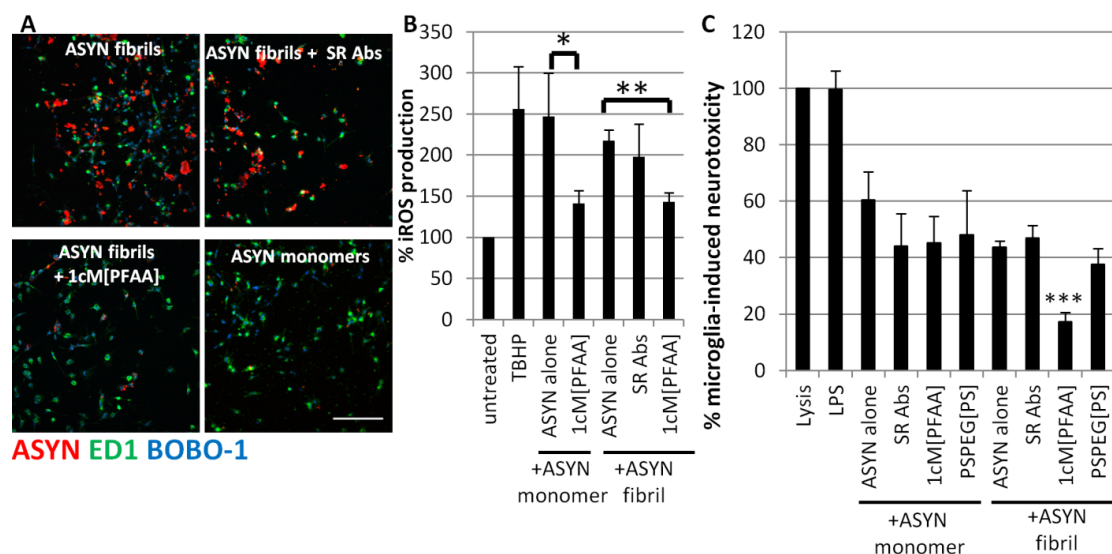 A
ASYN fibrils
ASYN fibrils + SR Abs
ASYN fibrils
+ 1cM[PFAA]
ASYN monomers
ASYN ED1 BOBO-1
B
% iROS production
350
300
250
200
150
100
50
0
*
**
untreated
TBHP
ASYN alone
1cM[PFAA]
ASYN alone
SR Abs
1cM[PFAA]
+ASYN
monomer
+ASYN
fibril
C
% microglia-induced neurotoxicity
120
100
80
60
40
20
0
***
Lysis
LPS
ASYN alone
SR Abs
1cM[PFAA]
PSPEG[PS]
ASYN alone
SR Abs
1cM[PFAA]
PSPEG[PS]
+ASYN
monomer
+ASYN
fibril